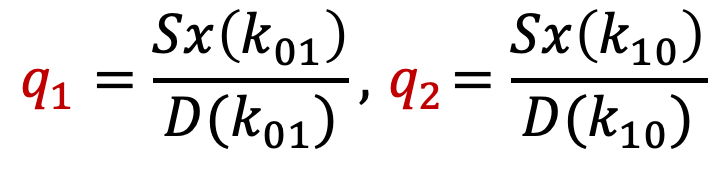 q₁ = Sx(k₀₁)/D(k₀₁), q₂ = Sx(k₁₀)/D(k₁₀)